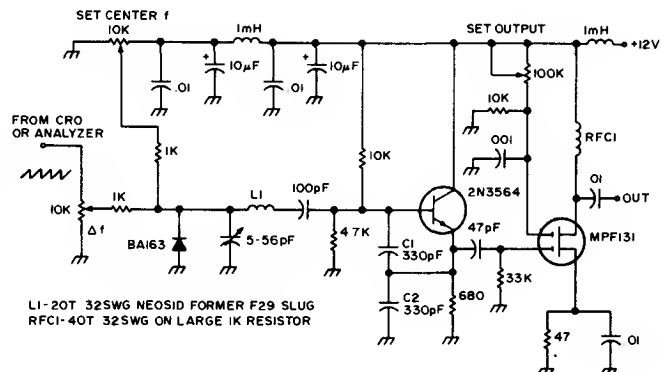 SET CENTER f
10K
1mH
SET OUTPUT
1mH
+12V
.01
+
10µF
.01
+
10µF
100K
10K
.001
RFC1
FROM CRO
OR ANALYZER
1K
10K
01
OUT
10K
Δf
1K
L1
100pF
2N3564
BA163
5-56pF
47K
C1
330pF
47pF
MPF131
C2
330pF
680
33K
47
01
L1-20T 32SWG NEOSID FORMER F29 SLUG
RFC1-40T 32SWG ON LARGE 1K RESISTOR